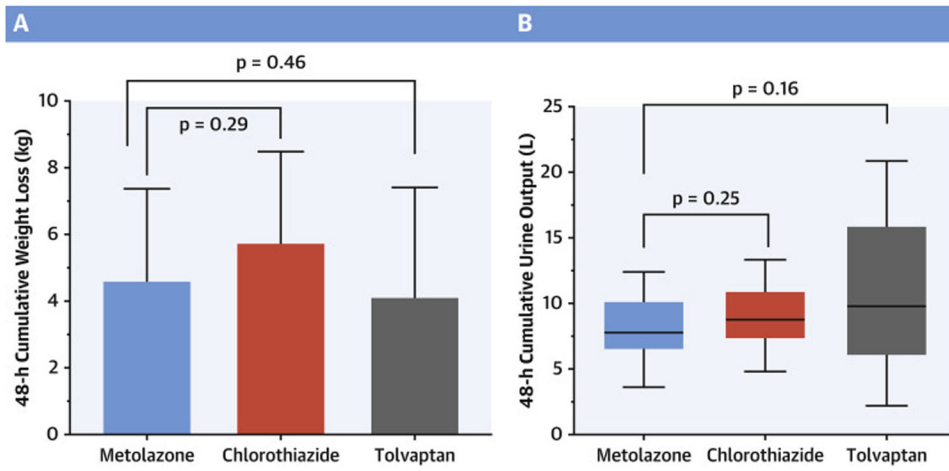 A
B
p = 0.46
p = 0.29
48-h Cumulative Weight Loss (kg)
10
8
6
4
2
0
Metolazone Chlorothiazide Tolvaptan
p = 0.16
p = 0.25
48-h Cumulative Urine Output (L)
25
20
15
10
5
0
Metolazone Chlorothiazide Tolvaptan